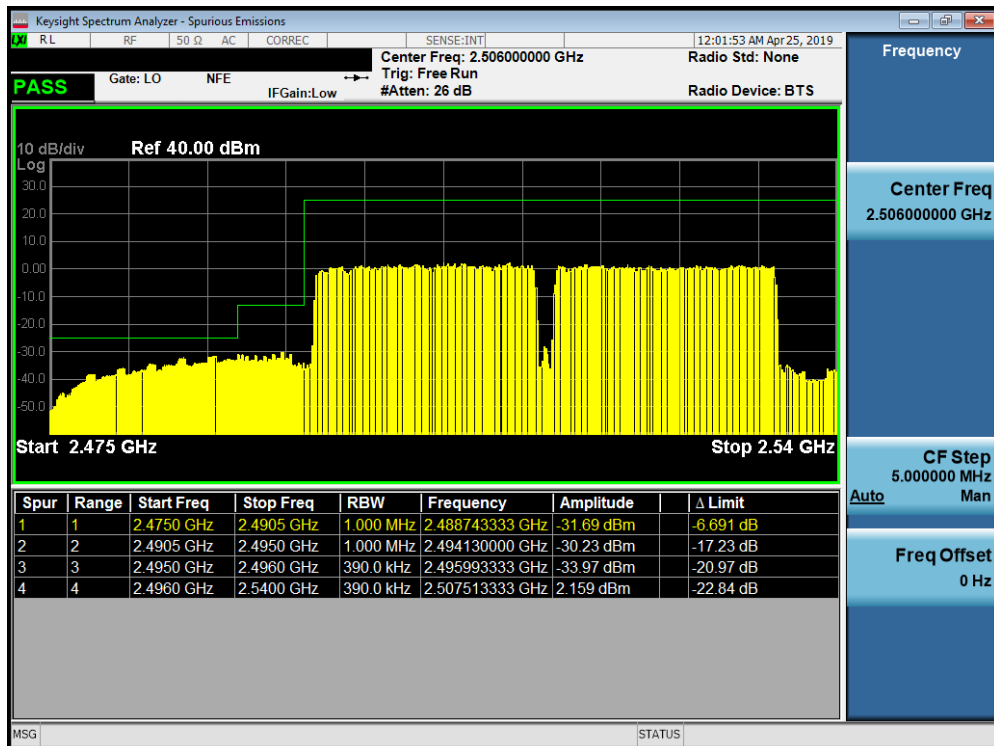 Keysight Spectrum Analyzer - Spurious Emissions
LXI RL RF 50 Ω AC CORREC SENSE:INT 12:01:53 AM Apr 25, 2019
Center Freq: 2.506000000 GHz Radio Std: None
PASS Gate: LO NFE Trig: Free Run
IFGain:Low #Atten: 26 dB Radio Device: BTS
10 dB/div Ref 40.00 dBm
Log
30.0
20.0
10.0
0.00
-10.0
-20.0
-30.0
-40.0
-50.0
Start 2.475 GHz Stop 2.54 GHz
Spur Range Start Freq Stop Freq RBW Frequency Amplitude Δ Limit
1 1 2.4750 GHz 2.4905 GHz 1.000 MHz 2.488743333 GHz -31.69 dBm -6.691 dB
2 2 2.4905 GHz 2.4950 GHz 1.000 MHz 2.494130000 GHz -30.23 dBm -17.23 dB
3 3 2.4950 GHz 2.4960 GHz 390.0 kHz 2.495993333 GHz -33.97 dBm -20.97 dB
4 4 2.4960 GHz 2.5400 GHz 390.0 kHz 2.507513333 GHz 2.159 dBm -22.84 dB
Frequency
Center Freq
2.506000000 GHz
CF Step
5.000000 MHz
Auto Man
Freq Offset
0 Hz
MSG STATUS